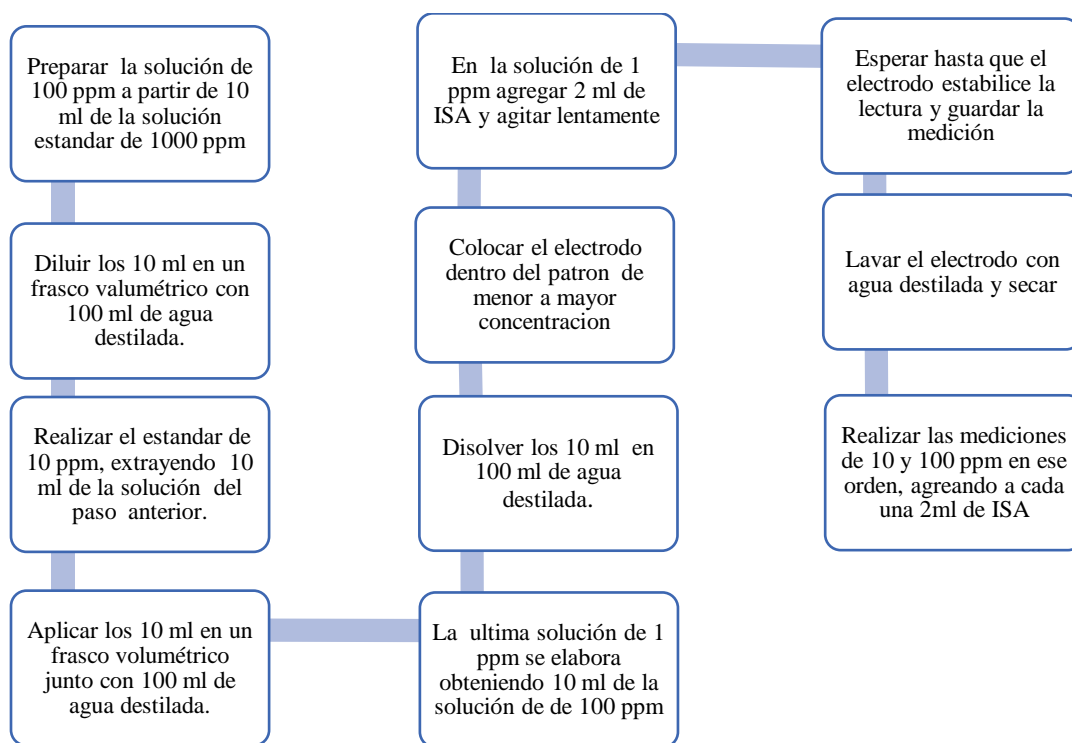 Preparar la solución de
100 ppm a partir de 10
ml de la solución
estandar de 1000 ppm
Diluir los 10 ml en un
frasco valumétrico con
100 ml de agua
destilada.
Realizar el estandar de
10 ppm, extrayendo 10
ml de la solución del
paso anterior.
Aplicar los 10 ml en un
frasco volumétrico
junto con 100 ml de
agua destilada.
La ultima solución de 1
ppm se elabora
obteniendo 10 ml de la
solución de de 100 ppm
Disolver los 10 ml en
100 ml de agua
destilada.
Colocar el electrodo
dentro del patron de
menor a mayor
concentracion
En la solución de 1
ppm agregar 2 ml de
ISA y agitar lentamente
Esperar hasta que el
electrodo estabilice la
lectura y guardar la
medición
Lavar el electrodo con
agua destilada y secar
Realizar las mediciones
de 10 y 100 ppm en ese
orden, agreando a cada
una 2ml de ISA